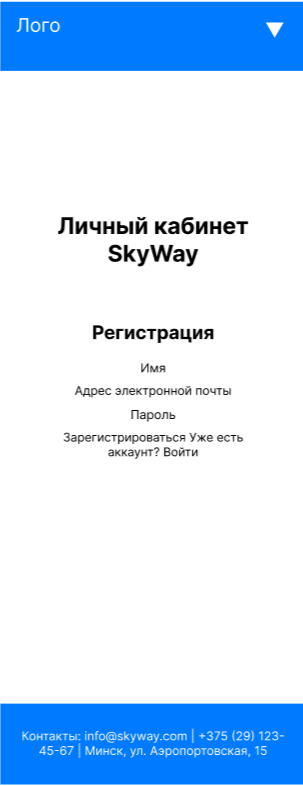 Лого
Личный кабинет
SkyWay
Регистрация
Имя
Адрес электронной почты
Пароль
Зарегистрироваться Уже есть
аккаунт? Войти
Контакты: info@skyway.com | +375 (29) 123-
45-67 | Минск, ул. Аэропортовская, 15